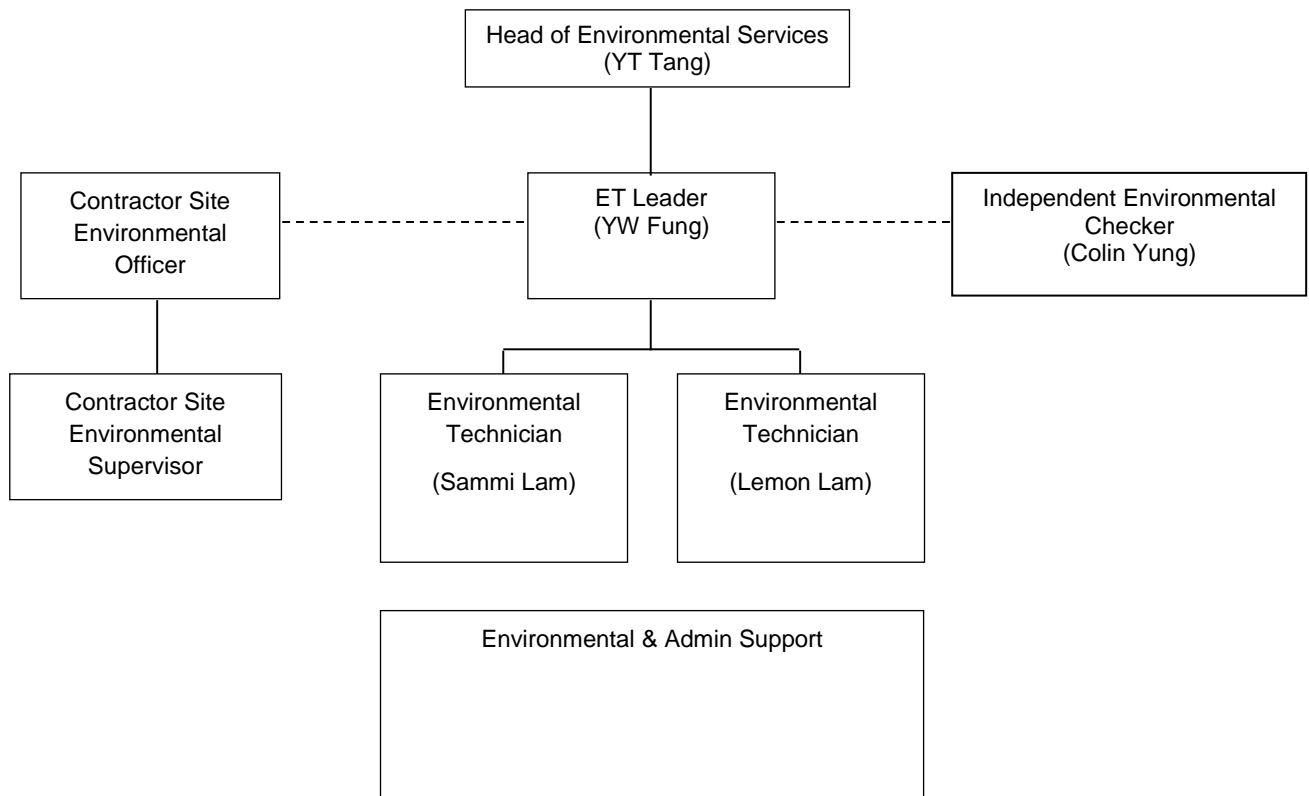 Head of Environmental Services
(YT Tang)
Contractor Site
Environmental
Officer
ET Leader
(YW Fung)
Independent Environmental
Checker
(Colin Yung)
Contractor Site
Environmental
Supervisor
Environmental
Technician
(Sammi Lam)
Environmental
Technician
(Lemon Lam)
Environmental & Admin Support